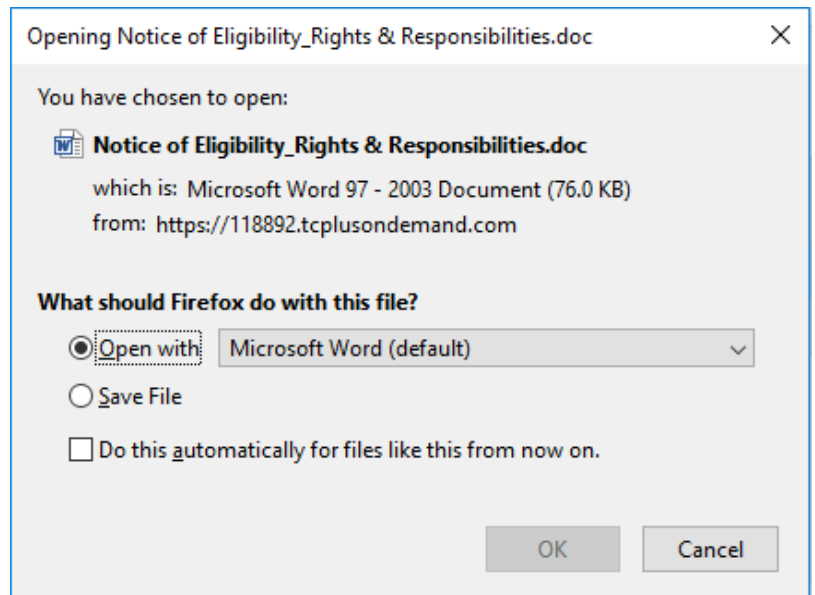 Opening Notice of Eligibility_Rights & Responsibilities.doc
You have chosen to open:
Notice of Eligibility_Rights & Responsibilities.doc
which is: Microsoft Word 97 - 2003 Document (76.0 KB)
from: https://118892.tcplusondemand.com
What should Firefox do with this file?
Open with Microsoft Word (default)
Save File
Do this automatically for files like this from now on.
OK Cancel